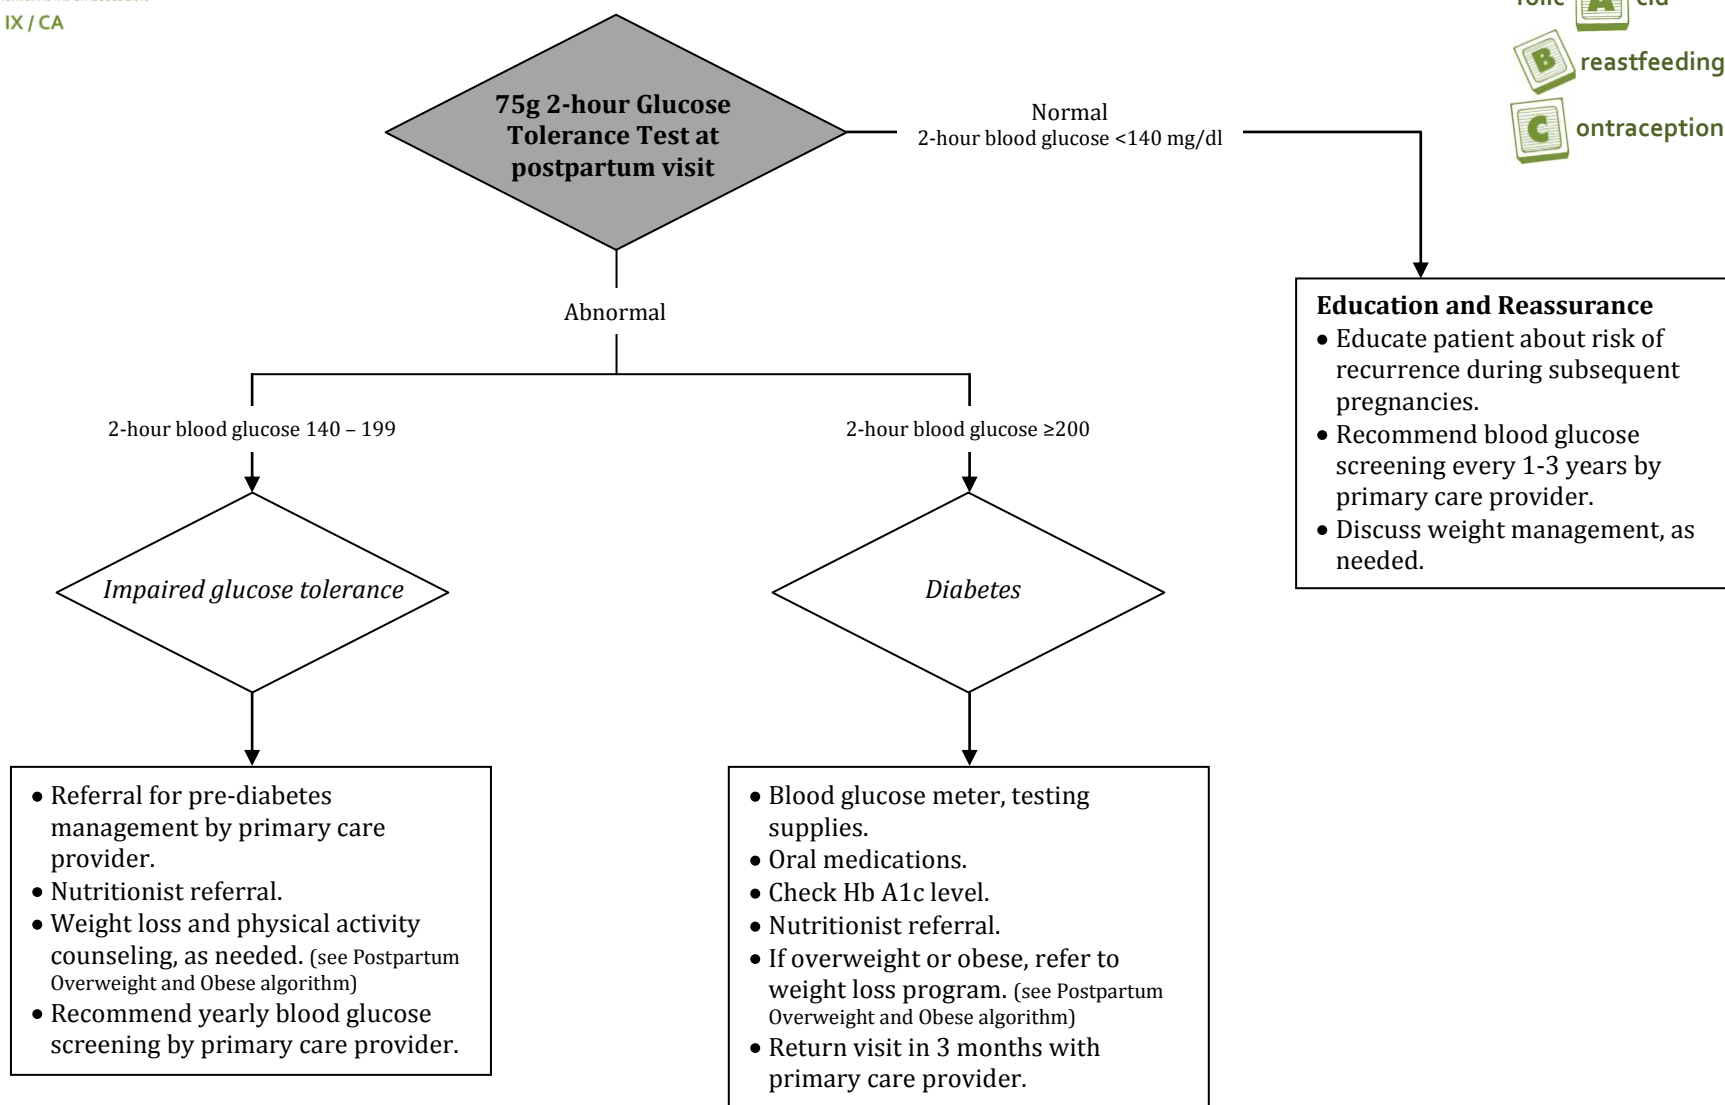 IX / CA
cid
B reastfeeding
C ontraception
75g 2-hour Glucose
Tolerance Test at
postpartum visit
Normal
2-hour blood glucose <140 mg/dl
Abnormal
2-hour blood glucose 140 – 199
2-hour blood glucose ≥200
Education and Reassurance
• Educate patient about risk of
recurrence during subsequent
pregnancies.
• Recommend blood glucose
screening every 1-3 years by
primary care provider.
• Discuss weight management, as
needed.
Impaired glucose tolerance
Diabetes
• Referral for pre-diabetes
management by primary care
provider.
• Nutritionist referral.
• Weight loss and physical activity
counseling, as needed. (see Postpartum
Overweight and Obese algorithm)
• Recommend yearly blood glucose
screening by primary care provider.
• Blood glucose meter, testing
supplies.
• Oral medications.
• Check Hb A1c level.
• Nutritionist referral.
• If overweight or obese, refer to
weight loss program. (see Postpartum
Overweight and Obese algorithm)
• Return visit in 3 months with
primary care provider.